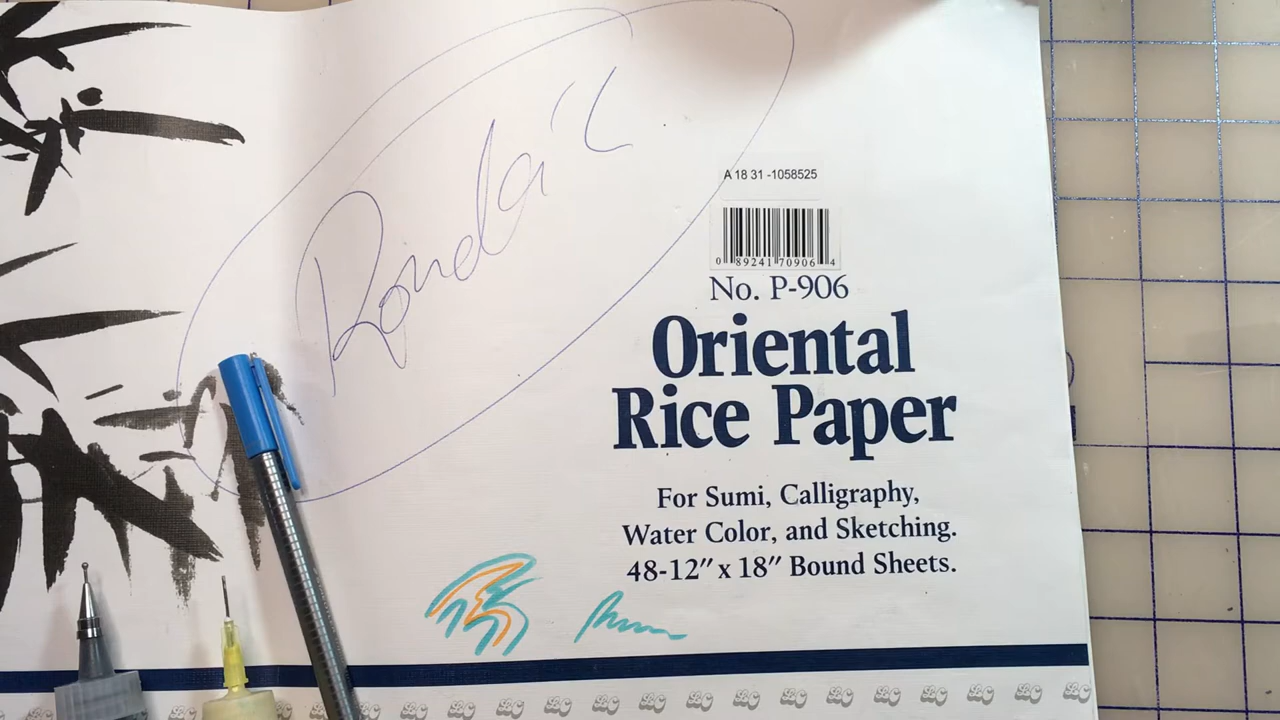 Ronda
A 18 31 -1058525
0 89241 70906 4
No. P-906
Oriental
Rice Paper
For Sumi, Calligraphy,
Water Color, and Sketching.
48-12” x 18” Bound Sheets.